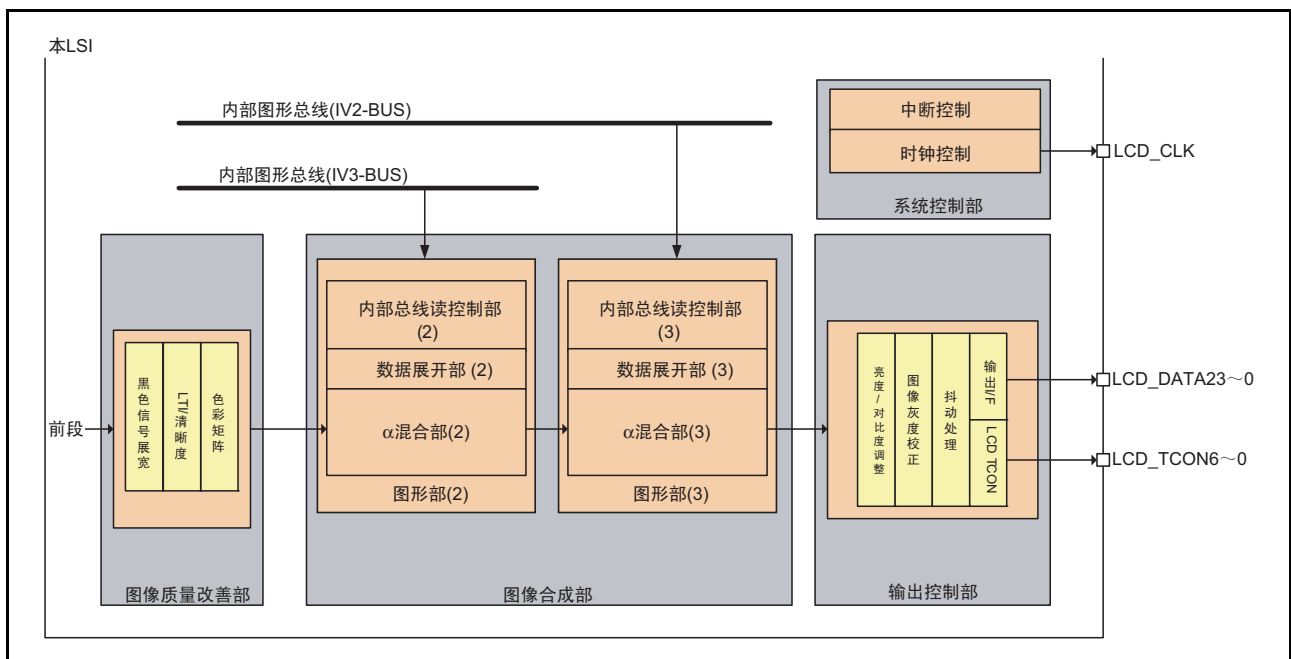 本LSI
内部图形总线(IV2-BUS)
内部图形总线(IV3-BUS)
中断控制
时钟控制
系统控制部
LCD_CLK
前段
黑色信号展宽
LTI/清晰度
色彩矩阵
图像质量改善部
内部总线读控制部
(2)
数据展开部 (2)
α混合部(2)
图形部(2)
内部总线读控制部
(3)
数据展开部 (3)
α混合部(3)
图形部(3)
图像合成部
亮度/对比度调整
图像灰度校正
抖动处理
输出I/F
LCD TCON
输出控制部
LCD_DATA23～0
LCD_TCON6～0